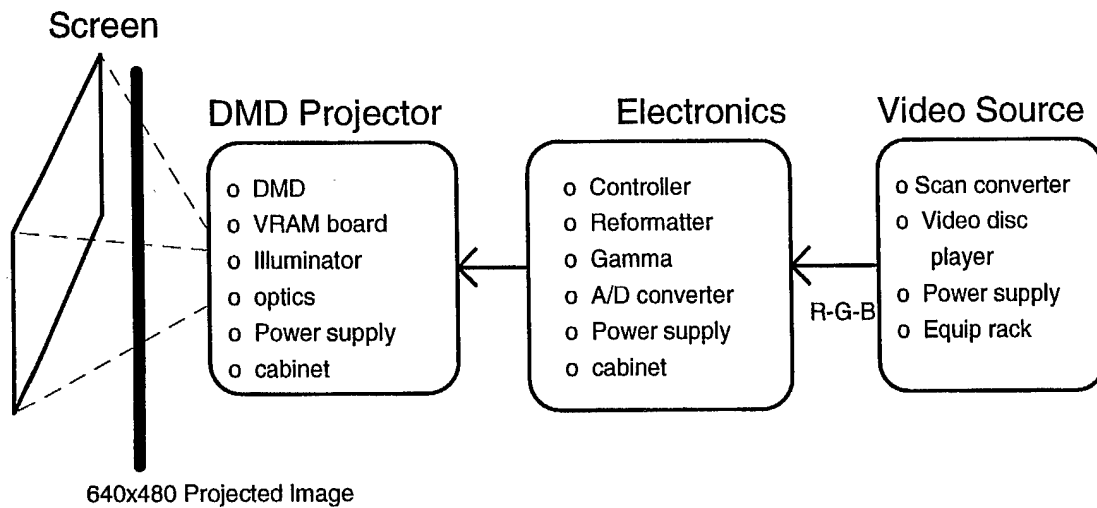 Screen
DMD Projector
o DMD
o VRAM board
o Illuminator
o optics
o Power supply
o cabinet
Electronics
o Controller
o Reformatter
o Gamma
o A/D converter
o Power supply
o cabinet
R-G-B
Video Source
o Scan converter
o Video disc
player
o Power supply
o Equip rack
640x480 Projected Image